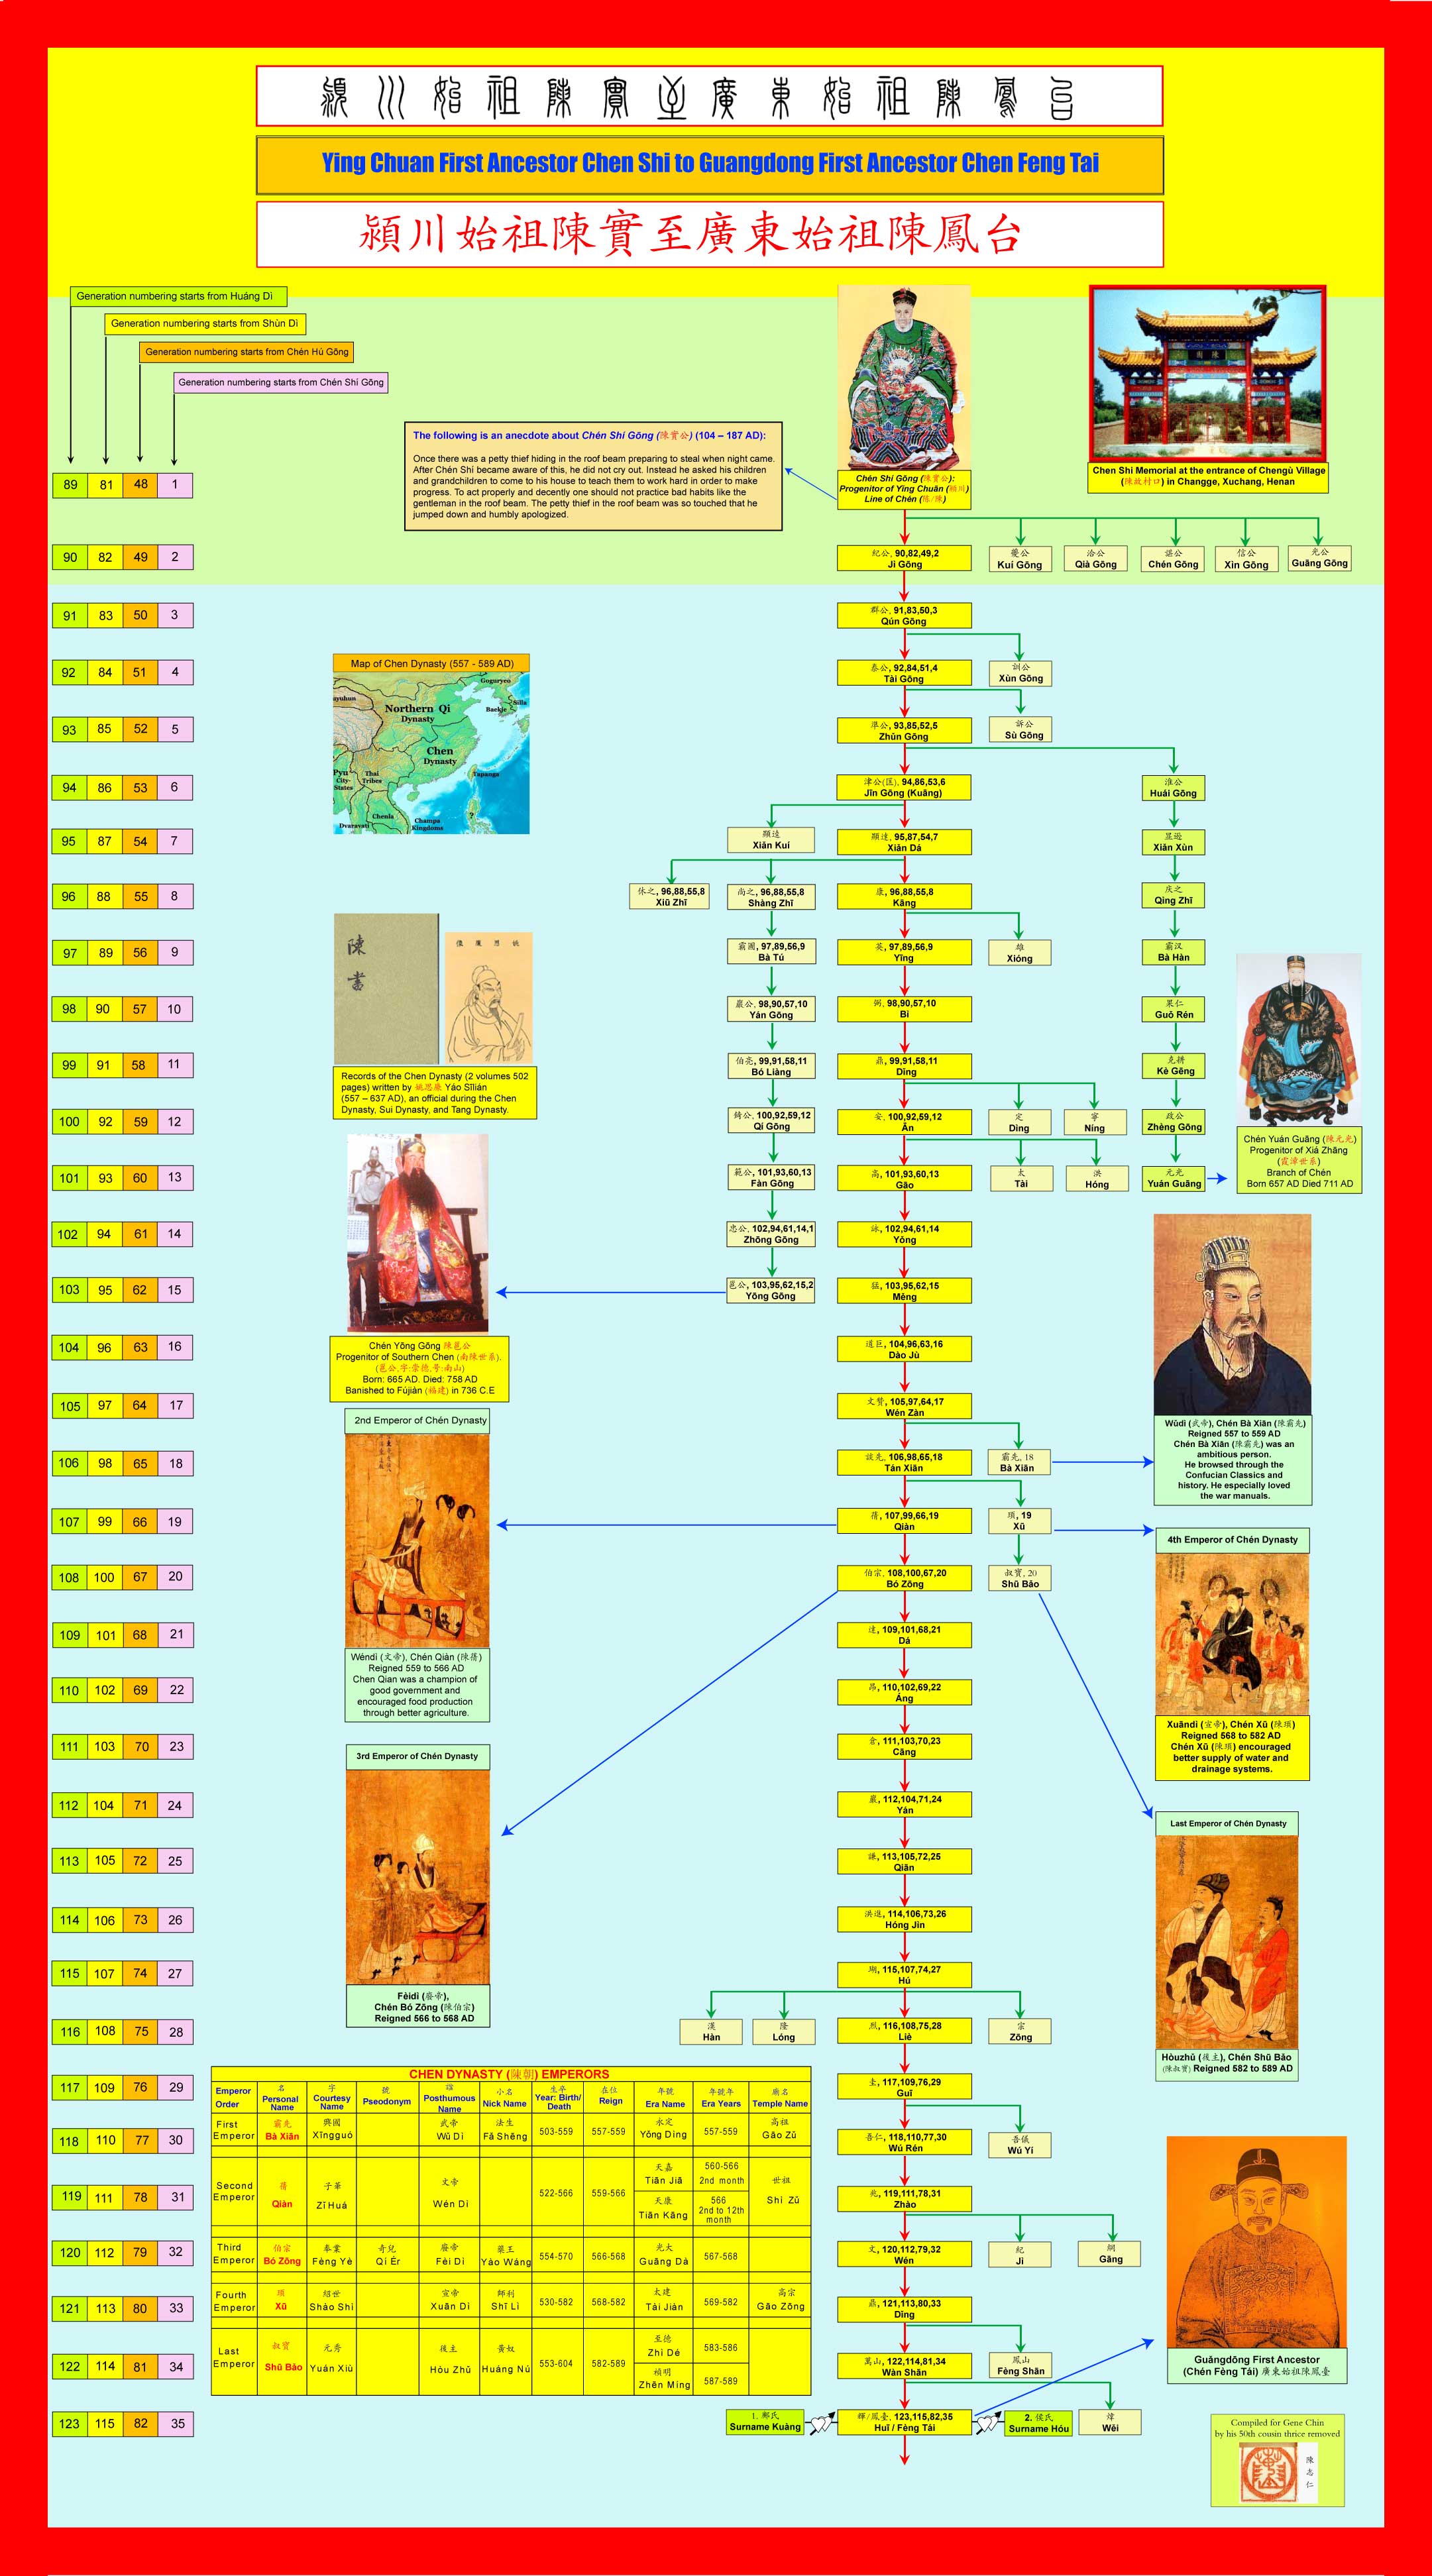 潁川始祖陳實至廣東始祖陳鳳台
Ying Chuan First Ancestor Chen Shi to Guangdong First Ancestor Chen Feng Tai
潁川始祖陳實至廣東始祖陳鳳台
Generation numbering starts from Huáng Dì
Generation numbering starts from Shùn Dì
Generation numbering starts from Chén Hú Gōng
Generation numbering starts from Chén Shí Gōng
The following is an anecdote about Chén Shí Gōng (陳實公) (104 – 187 AD):
Once there was a petty thief hiding in the roof beam preparing to steal when night came.
After Chén Shí became aware of this, he did not cry out. Instead he asked his children
and grandchildren to come to his house to teach them to work hard in order to make
progress. To act properly and decently one should not practice bad habits like the
gentleman in the roof beam. The petty thief in the roof beam was so touched that he
jumped down and humbly apologized.
Chén Shí Gōng (陳實公):
Progenitor of Yǐng Chuān (穎川)
Line of Chén (陈/陳)
Chen Shi Memorial at the entrance of Chengù Village
(陳故村口) in Changge, Xuchang, Henan
89 81 48 1
90 82 49 2
紀公, 90,82,49,2
Jì Gōng
夔公
Kuí Gōng
洽公
Qià Gōng
諶公
Chén Gōng
信公
Xìn Gōng
光公
Guāng Gōng
91 83 50 3
群公, 91,83,50,3
Qún Gōng
92 84 51 4
泰公, 92,84,51,4
Tài Gōng
訓公
Xùn Gōng
Map of Chen Dynasty (557 - 589 AD)
Goguryeo
Northern Qi
Dynasty
Baekje
Silla
Chen
Dynasty
Pyu
City-
States
Thai
Tribes
Chenla
Champa
Kingdoms
Dvaravati
?
93 85 52 5
準公, 93,85,52,5
Zhǔn Gōng
訴公
Sù Gōng
94 86 53 6
津公(匡), 94,86,53,6
Jīn Gōng (Kuāng)
淮公
Huái Gōng
95 87 54 7
顯逵
Xiǎn Kuí
顯達, 95,87,54,7
Xiǎn Dá
Xiǎn Xùn
96 88 55 8
休之, 96,88,55,8
Xiū Zhī
尚之, 96,88,55,8
Shàng Zhī
康, 96,88,55,8
Kāng
庆之
Qìng Zhī
97 89 56 9
霸圖, 97,89,56,9
Bà Tú
英, 97,89,56,9
Yīng
雄
Xióng
霸汉
Bà Hàn
陳書
98 90 57 10
巖公, 98,90,57,10
Yán Gōng
弼, 98,90,57,10
Bì
果仁
Guǒ Rén
Records of the Chen Dynasty (2 volumes 502
pages) written by 姚思廉 Yáo Sīlián
(557 – 637 AD), an official during the Chen
Dynasty, Sui Dynasty, and Tang Dynasty.
99 91 58 11
伯亮, 99,91,58,11
Bó Liàng
鼎, 99,91,58,11
Dǐng
克耕
Kè Gēng
100 92 59 12
錡公, 100,92,59,12
Qí Gōng
安, 100,92,59,12
Ān
定
Dìng
寧
Níng
政公
Zhèng Gōng
101 93 60 13
範公, 101,93,60,13
Fàn Gōng
高, 101,93,60,13
Gāo
太
Tài
洪
Hóng
元光
Yuán Guāng
Chén Yuán Guāng (陳元光)
Progenitor of Xiá Zhāng
(霞漳世系)
Branch of Chén
Born 657 AD Died 711 AD
102 94 61 14
忠公, 102,94,61,14,1
Zhōng Gōng
詠, 102,94,61,14
Yǒng
103 95 62 15
邕公, 103,95,62,15,2
Yōng Gōng
猛, 103,95,62,15
Měng
Chén Yōng Gōng 陳邕公
Progenitor of Southern Chen (南陳世系).
(邕公,字:崇德,号:南山)
Born: 665 AD. Died: 758 AD
Banished to Fújiàn (福建) in 736 C.E
104 96 63 16
道巨, 104,96,63,16
Dào Jù
105 97 64 17
文贊, 105,97,64,17
Wén Zàn
Wǔdì (武帝), Chén Bà Xiān (陳霸先)
Reigned 557 to 559 AD
Chén Bà Xiān (陳霸先) was an
ambitious person.
He browsed through the
Confucian Classics and
history. He especially loved
the war manuals.
2nd Emperor of Chén Dynasty
106 98 65 18
談先, 106,98,65,18
Tán Xiān
霸先, 18
Bà Xiān
107 99 66 19
蒨, 107,99,66,19
Qiàn
頊, 19
Xū
4th Emperor of Chén Dynasty
108 100 67 20
伯宗, 108,100,67,20
Bó Zōng
叔寶, 20
Shū Bǎo
109 101 68 21
達, 109,101,68,21
Dá
Wéndì (文帝), Chén Qiàn (陳蒨)
Reigned 559 to 566 AD
Chen Qian was a champion of
good government and
encouraged food production
through better agriculture.
110 102 69 22
昂, 110,102,69,22
Áng
Xuāndì (宣帝), Chén Xū (陳頊)
Reigned 568 to 582 AD
Chén Xū (陳頊) encouraged
better supply of water and
drainage systems.
3rd Emperor of Chén Dynasty
111 103 70 23
倉, 111,103,70,23
Cāng
112 104 71 24
巖, 112,104,71,24
Yán
Last Emperor of Chén Dynasty
113 105 72 25
謙, 113,105,72,25
Qiān
114 106 73 26
洪進, 114,106,73,26
Hóng Jìn
115 107 74 27
瑚, 115,107,74,27
Hú
Fèidì (廢帝),
Chén Bó Zōng (陳伯宗)
Reigned 566 to 568 AD
116 108 75 28
漢
Hàn
隆
Lóng
烈, 116,108,75,28
Liè
宗
Zōng
Hòuzhǔ (後主), Chén Shū Bǎo
(陳叔寶) Reigned 582 to 589 AD
117 109 76 29
圭, 117,109,76,29
Guī
CHEN DYNASTY (陳朝) EMPERORS
名 字 號 諡 小名 生卒 在位 年號 年號年 廟名
Emperor Order Personal Name Courtesy Name Pseodonym Posthumous Name Nick Name Year: Birth/ Death Reign Era Name Era Years Temple Name
First Emperor 霸先 Bà Xiān 興國 Xīngguó 武帝 Wǔ Dì 法生 Fǎ Shēng 503-559 557-559 永定 Yǒng Dìng 557-559 高祖 Gāo Zǔ
Second Emperor 蒨 Qiàn 子華 Zǐ Huá 文帝 Wén Dì 522-566 559-566 天嘉 Tiān Jiā 560-566 2nd month 世祖 Shì Zǔ
天康 Tiān Kāng 566 2nd to 12th month
Third Emperor 伯宗 Bó Zōng 奉業 Fèng Yè 奇兒 Qí Ér 廢帝 Fèi Dì 藥王 Yào Wáng 554-570 566-568 光大 Guāng Dà 567-568
Fourth Emperor 頊 Xū 紹世 Shào Shì 宣帝 Xuān Dì 師利 Shī Lì 530-582 568-582 太建 Tài Jiàn 569-582 高宗 Gāo Zōng
Last Emperor 叔寶 Shū Bǎo 元秀 Yuán Xiù 後主 Hòu Zhǔ 黃奴 Huáng Nú 553-604 582-589 至德 Zhì Dé 583-586
禎明 Zhēn Míng 587-589
118 110 77 30
吾仁, 118,110,77,30
Wú Rén
吾儀
Wú Yí
119 111 78 31
兆, 119,111,78,31
Zhào
120 112 79 32
文, 120,112,79,32
Wén
紀
Jì
綱
Gāng
121 113 80 33
鼎, 121,113,80,33
Dǐng
122 114 81 34
萬山, 122,114,81,34
Wàn Shān
鳳山
Fèng Shān
Guǎngdōng First Ancestor
(Chén Fèng Tái) 廣東始祖陳鳳臺
123 115 82 35
1. 鄺氏
Surname Kuàng
輝/鳳臺, 123,115,82,35
Huī / Fèng Tái
2. 侯氏
Surname Hóu
煒
Wěi
Compiled for Gene Chin
by his 50th cousin thrice removed
陳志仁